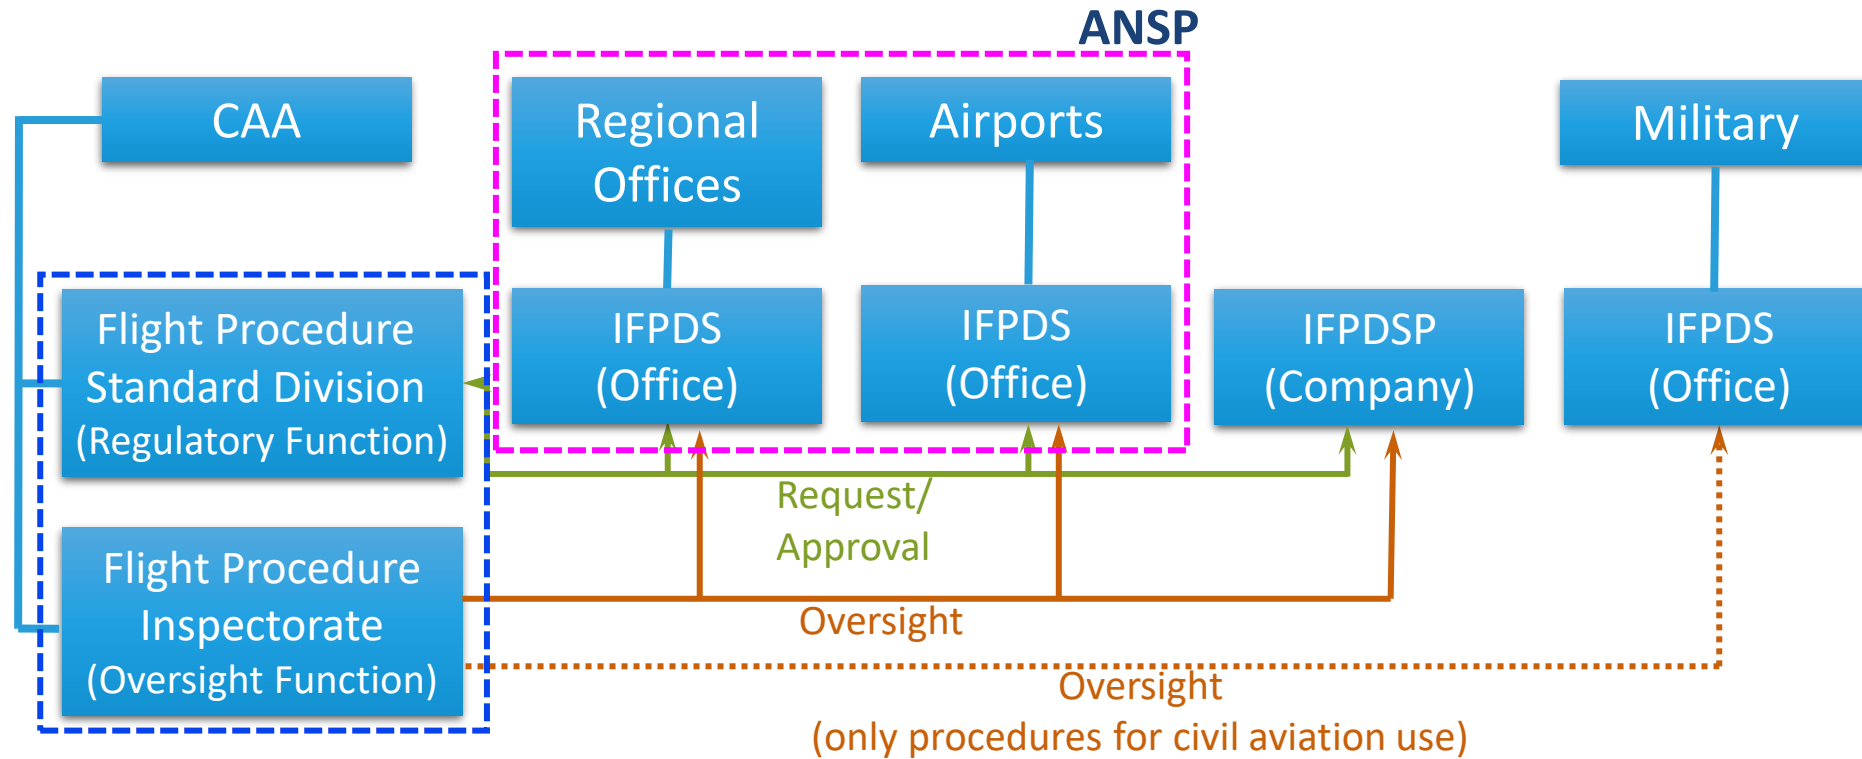 ANSP
CAA
Regional
Offices
Airports
Military
Flight Procedure
Standard Division
(Regulatory Function)
IFPDS
(Office)
IFPDS
(Office)
IFPDSP
(Company)
IFPDS
(Office)
Request/
Approval
Flight Procedure
Inspectorate
(Oversight Function)
Oversight
Oversight
(only procedures for civil aviation use)